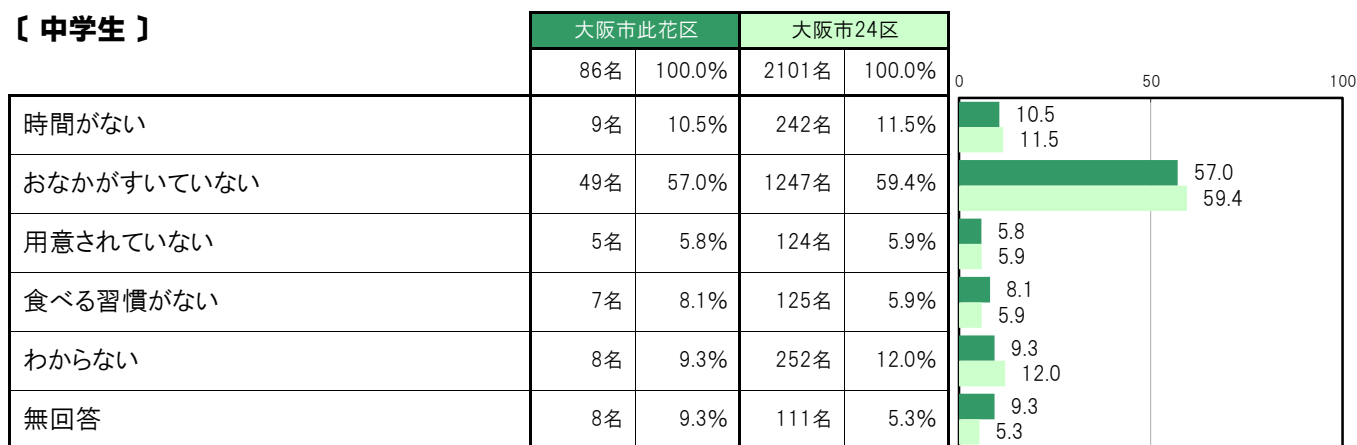 〔 中学生 〕
大阪市此花区 大阪市24区
86名 100.0% 2101名 100.0%
0 50 100
時間がない 9名 10.5% 242名 11.5%
10.5
11.5
おなかがすいていない 49名 57.0% 1247名 59.4%
57.0
59.4
用意されていない 5名 5.8% 124名 5.9%
5.8
5.9
食べる習慣がない 7名 8.1% 125名 5.9%
8.1
5.9
わからない 8名 9.3% 252名 12.0%
9.3
12.0
無回答 8名 9.3% 111名 5.3%
9.3
5.3